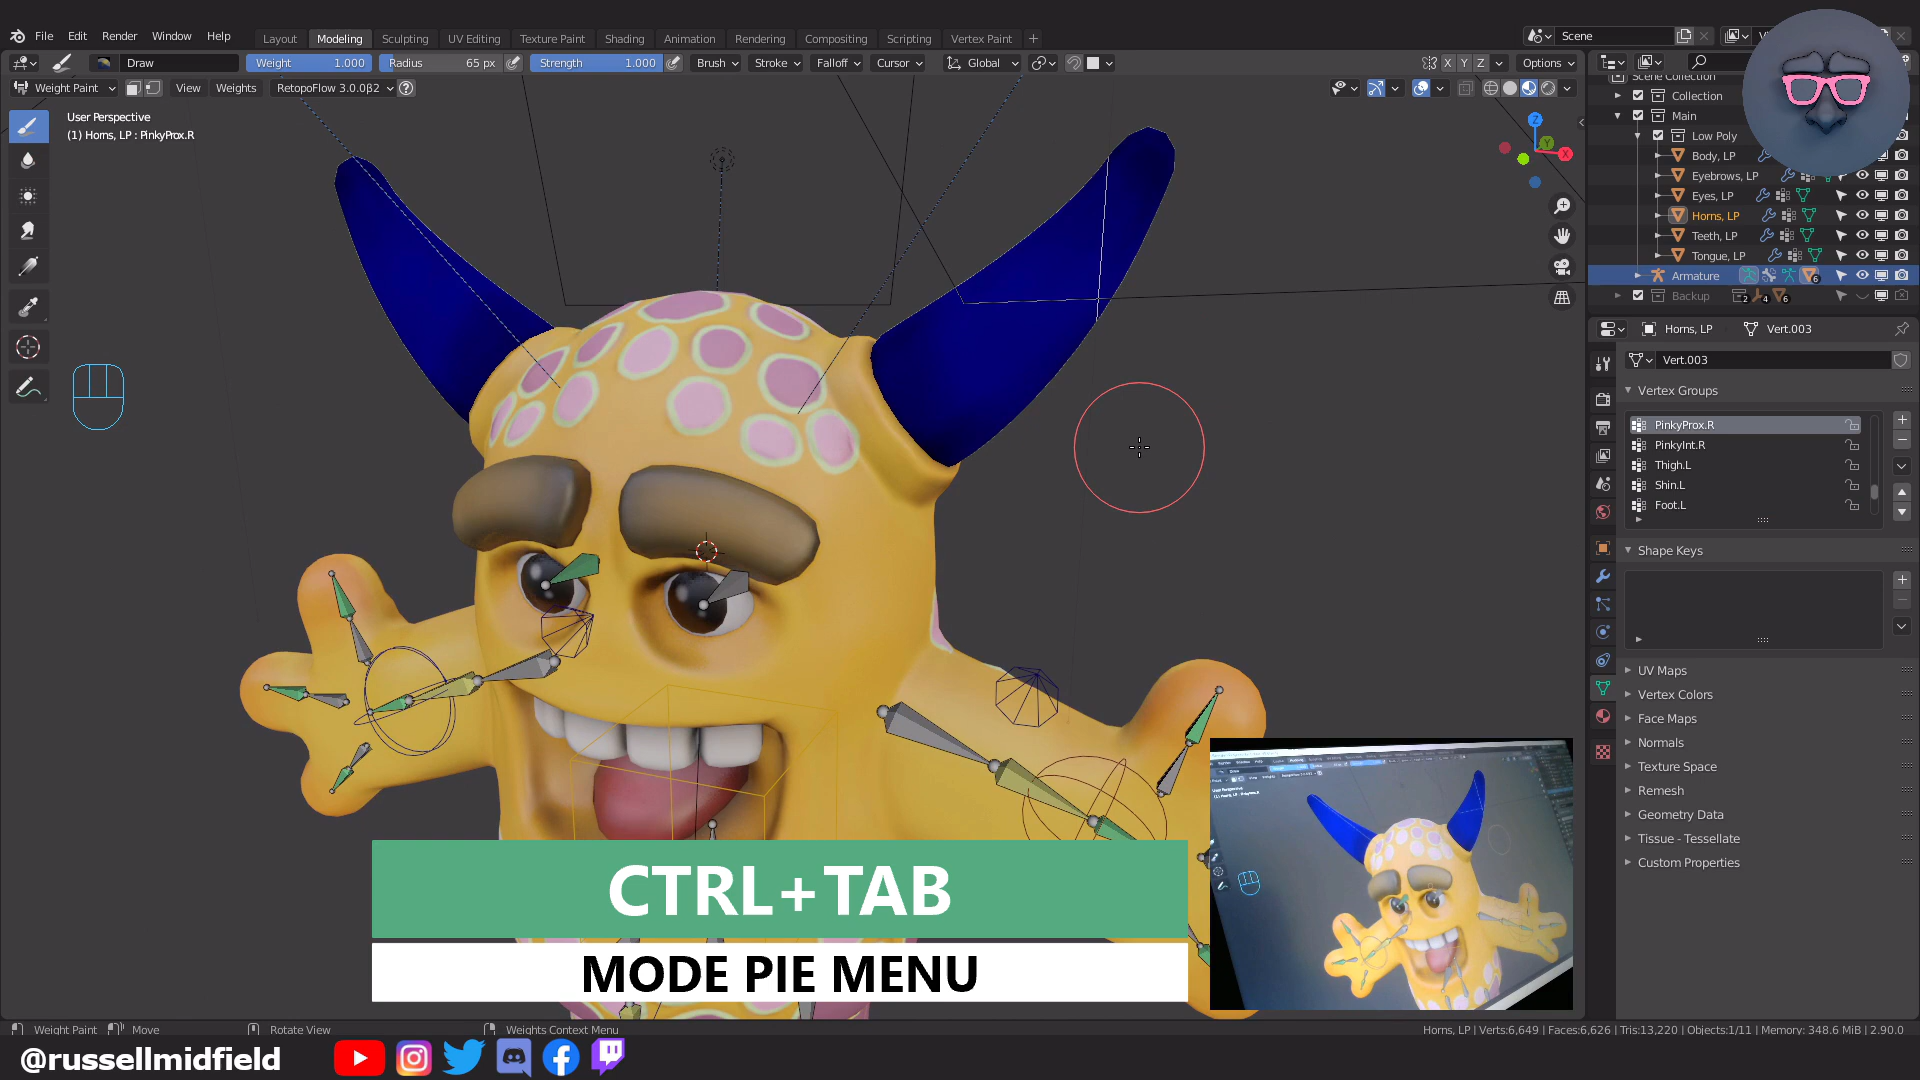 File Edit Render Window Help
Layout Modeling Sculpting UV Editing Texture Paint Shading Animation Rendering Compositing Scripting Vertex Paint +
Scene
Draw Weight 1.000 Radius 65 px Strength 1.000 Brush Stroke Falloff Cursor Global X Y Z Options
Weight Paint View Weights RetopoFlow 3.0.0β2 ?
User Perspective
(1) Horns, LP : PinkyProx.R
Z
Y
X
Scene Collection
Collection
Main
Low Poly
Body, LP
Eyebrows, LP
Eyes, LP
Horns, LP
Teeth, LP
Tongue, LP
Armature 6
Backup 2 4 6
Horns, LP Vert.003
Vert.003
Vertex Groups
PinkyProx.R
PinkyInt.R
Thigh.L
Shin.L
Foot.L
Shape Keys
UV Maps
Vertex Colors
Face Maps
Normals
Texture Space
Remesh
Geometry Data
Tissue - Tessellate
Custom Properties
CTRL+TAB
MODE PIE MENU
Weight Paint Move Rotate View Weights Context Menu
Horns, LP | Verts:6,649 | Faces:6,626 | Tris:13,220 | Objects:1/11 | Memory: 348.6 MiB | 2.90.0
@russellmidfield